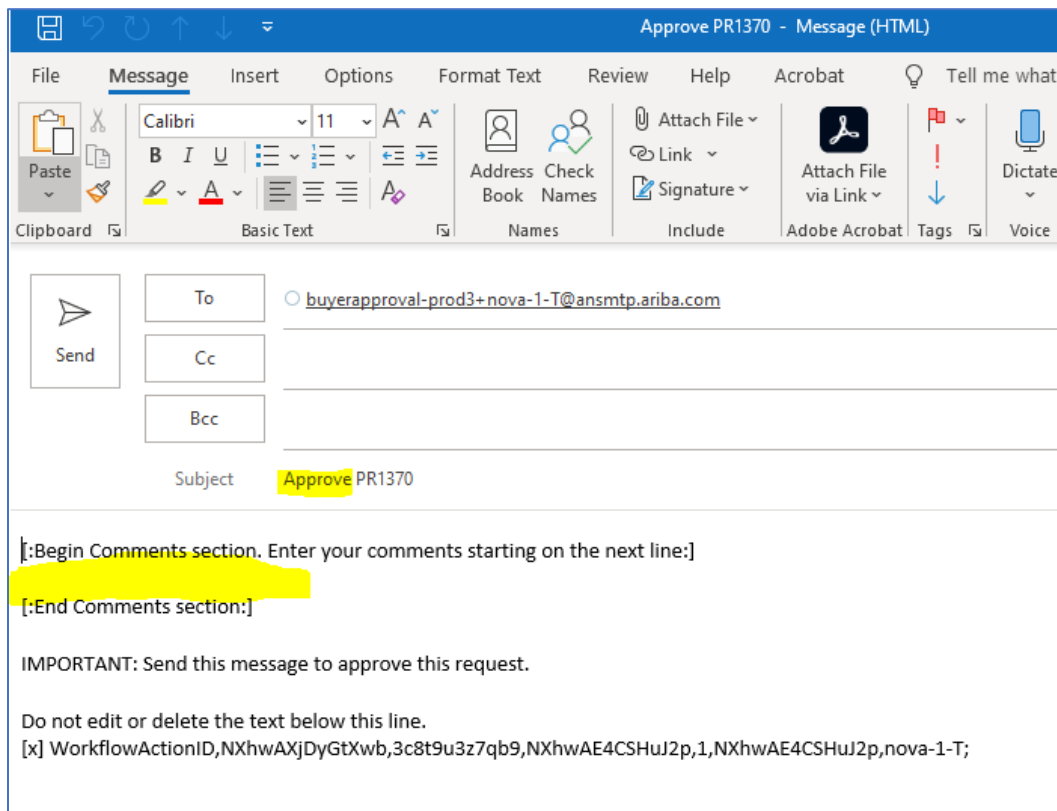 Approve PR1370 - Message (HTML)
File Message Insert Options Format Text Review Help Acrobat Tell me what
Calibri 11 A A
Paste B I U A A
Address Book Check Names
Attach File
Link
Signature
Attach File via Link
Dictate
Clipboard Basic Text Names Include Adobe Acrobat Tags Voice
Send
To buyerapproval-prod3+nova-1-T@ansmtp.ariba.com
Cc
Bcc
Subject Approve PR1370
[:Begin Comments section. Enter your comments starting on the next line:]
[:End Comments section:]
IMPORTANT: Send this message to approve this request.
Do not edit or delete the text below this line.
[x] WorkflowActionID,NXhwAXjDyGtXwb,3c8t9u3z7qb9,NXhwAE4CSHuJ2p,1,NXhwAE4CSHuJ2p,nova-1-T;